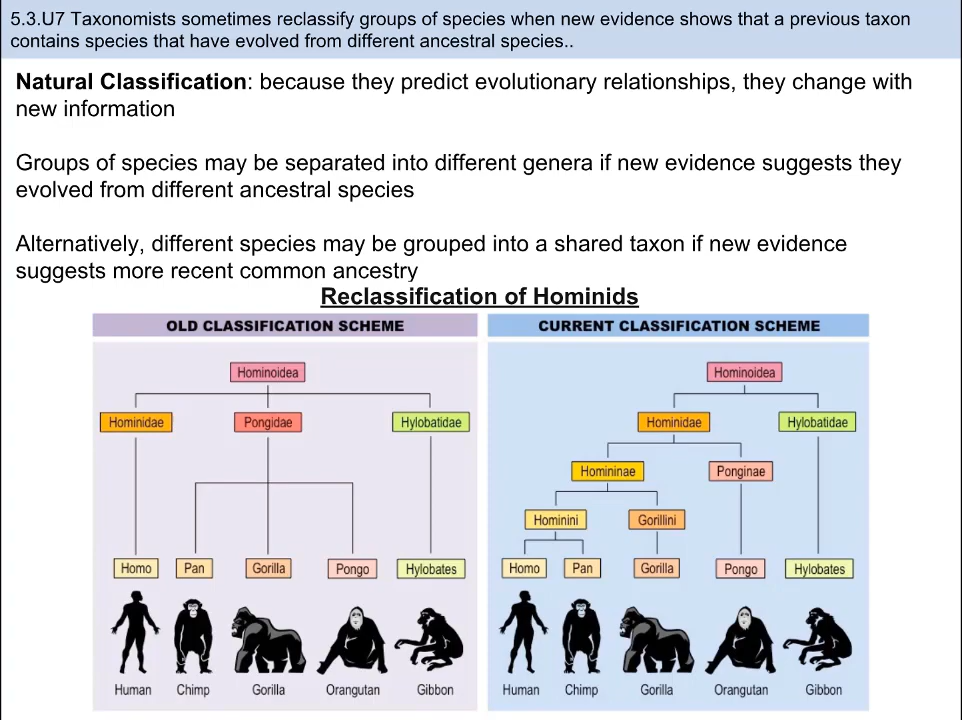 5.3.U7 Taxonomists sometimes reclassify groups of species when new evidence shows that a previous taxon
contains species that have evolved from different ancestral species..
Natural Classification: because they predict evolutionary relationships, they change with
new information
Groups of species may be separated into different genera if new evidence suggests they
evolved from different ancestral species
Alternatively, different species may be grouped into a shared taxon if new evidence
suggests more recent common ancestry
Reclassification of Hominids
OLD CLASSIFICATION SCHEME
Hominoidea
Hominidae Pongidae Hylobatidae
Homo Pan Gorilla Pongo Hylobates
Human Chimp Gorilla Orangutan Gibbon
CURRENT CLASSIFICATION SCHEME
Hominoidea
Hominidae Hylobatidae
Homininae Ponginae
Hominini Gorillini
Homo Pan Gorilla Pongo Hylobates
Human Chimp Gorilla Orangutan Gibbon